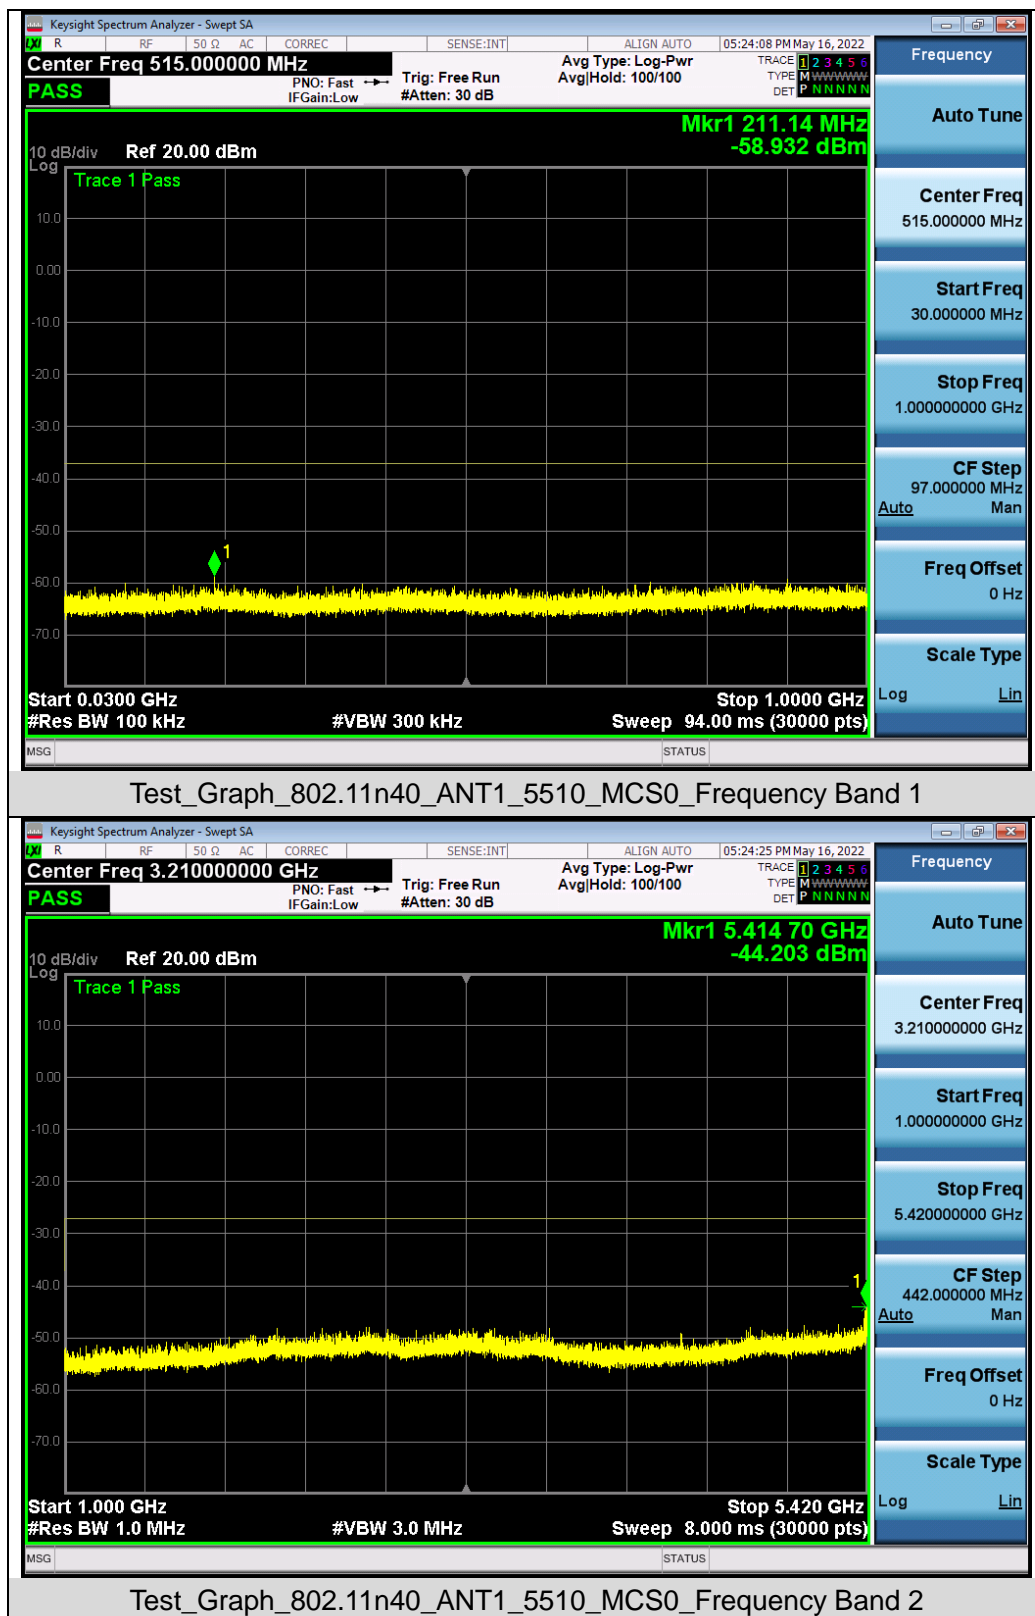 Keysight Spectrum Analyzer - Swept SA
LXI R RF 50 Ω AC CORREC SENSE:INT ALIGN AUTO 05:24:08 PM May 16, 2022
Center Freq 515.000000 MHz
PASS
PNO: Fast
IFGain:Low
Trig: Free Run
#Atten: 30 dB
Avg Type: Log-Pwr
Avg|Hold: 100/100
TRACE 1 2 3 4 5 6
TYPE M WWWWW
DET P N N N N N
Mkr1 211.14 MHz
-58.932 dBm
10 dB/div Ref 20.00 dBm
Log
Trace 1 Pass
10.0
0.00
-10.0
-20.0
-30.0
-40.0
-50.0
-60.0
-70.0
1
Start 0.0300 GHz Stop 1.0000 GHz
#Res BW 100 kHz #VBW 300 kHz Sweep 94.00 ms (30000 pts)
MSG STATUS
Frequency
Auto Tune
Center Freq
515.000000 MHz
Start Freq
30.000000 MHz
Stop Freq
1.000000000 GHz
CF Step
97.000000 MHz
Auto Man
Freq Offset
0 Hz
Scale Type
Log Lin
Test_Graph_802.11n40_ANT1_5510_MCS0_Frequency Band 1
Keysight Spectrum Analyzer - Swept SA
LXI R RF 50 Ω AC CORREC SENSE:INT ALIGN AUTO 05:24:25 PM May 16, 2022
Center Freq 3.210000000 GHz
PASS
PNO: Fast
IFGain:Low
Trig: Free Run
#Atten: 30 dB
Avg Type: Log-Pwr
Avg|Hold: 100/100
TRACE 1 2 3 4 5 6
TYPE M WWWWW
DET P N N N N N
Mkr1 5.414 70 GHz
-44.203 dBm
10 dB/div Ref 20.00 dBm
Log
Trace 1 Pass
10.0
0.00
-10.0
-20.0
-30.0
-40.0
-50.0
-60.0
-70.0
1
Start 1.000 GHz Stop 5.420 GHz
#Res BW 1.0 MHz #VBW 3.0 MHz Sweep 8.000 ms (30000 pts)
MSG STATUS
Frequency
Auto Tune
Center Freq
3.210000000 GHz
Start Freq
1.000000000 GHz
Stop Freq
5.420000000 GHz
CF Step
442.000000 MHz
Auto Man
Freq Offset
0 Hz
Scale Type
Log Lin
Test_Graph_802.11n40_ANT1_5510_MCS0_Frequency Band 2